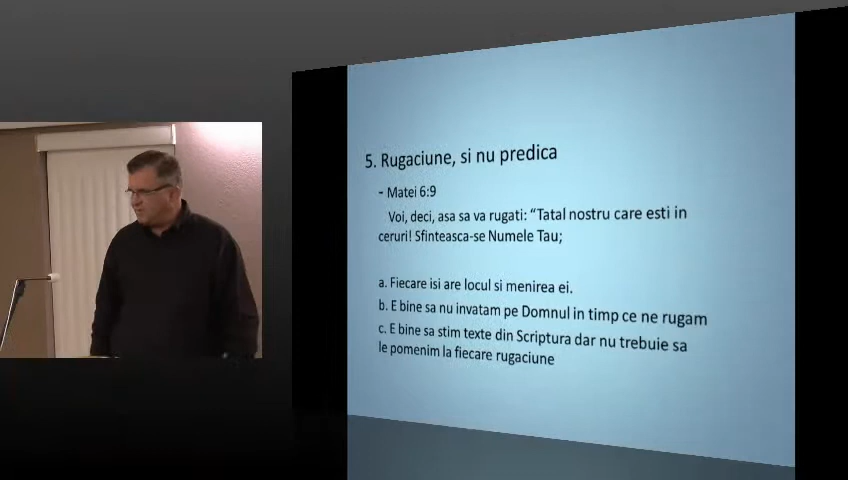 5. Rugaciune, si nu predica
- Matei 6:9
Voi, deci, asa sa va rugati: “Tatal nostru care esti in
ceruri! Sfinteasca-se Numele Tau;
a. Fiecare isi are locul si menirea ei.
b. E bine sa nu invatam pe Domnul in timp ce ne rugam
c. E bine sa stim texte din Scriptura dar nu trebuie sa
le pomenim la fiecare rugaciune